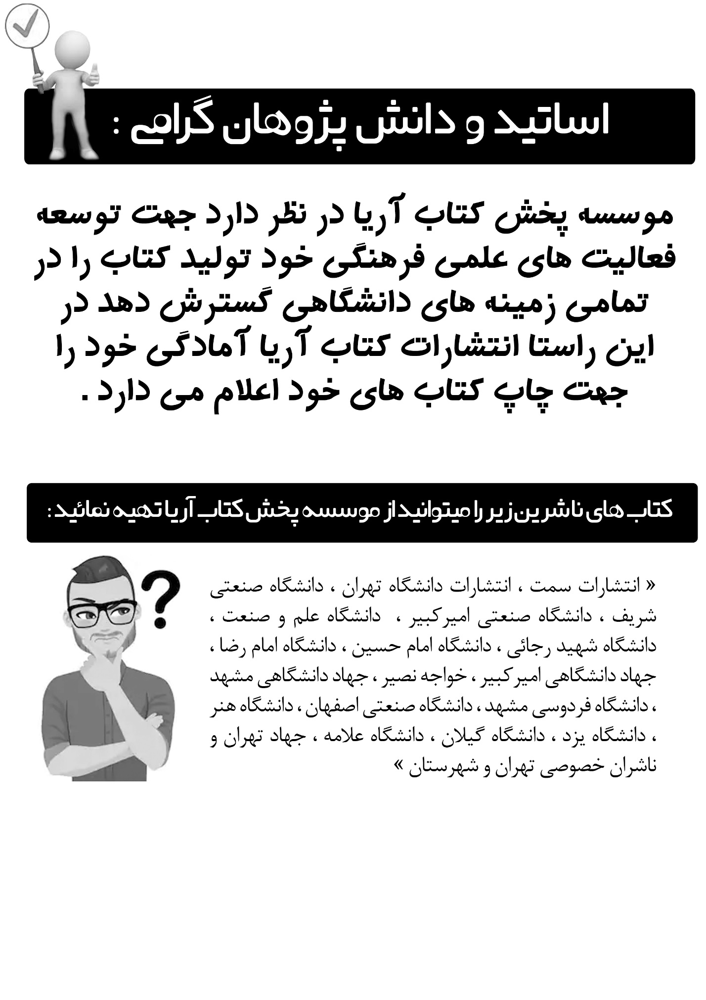 اساتید و دانش پژوهان گرامی :
موسسه پخش کتاب آریا در نظر دارد جهت توسعه
فعالیت های علمی فرهنگی خود تولید کتاب را در
تمامی زمینه های دانشگاهی گسترش دهد در
این راستا انتشارات کتاب آریا آمادگی خود را
جهت چاپ کتاب های خود اعلام می دارد .
کتاب های ناشرین زیر را میتوانید از موسسه پخش کتاب آریا تهیه نمائید :
« انتشارات سمت ، انتشارات دانشگاه تهران ، دانشگاه صنعتی
شریف ، دانشگاه صنعتی امیرکبیر ، دانشگاه علم و صنعت ،
دانشگاه شهید رجائی ، دانشگاه امام حسین ، دانشگاه امام رضا ،
جهاد دانشگاهی امیرکبیر ، خواجه نصیر ، جهاد دانشگاهی مشهد
، دانشگاه فردوسی مشهد ، دانشگاه صنعتی اصفهان ، دانشگاه هنر
، دانشگاه یزد ، دانشگاه گیلان ، دانشگاه علامه ، جهاد تهران و
ناشران خصوصی تهران و شهرستان »